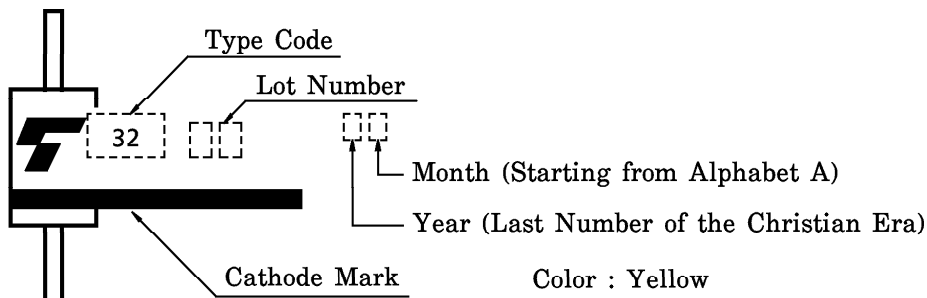 Type Code
Lot Number
32
Month (Starting from Alphabet A)
Year (Last Number of the Christian Era)
Cathode Mark
Color : Yellow